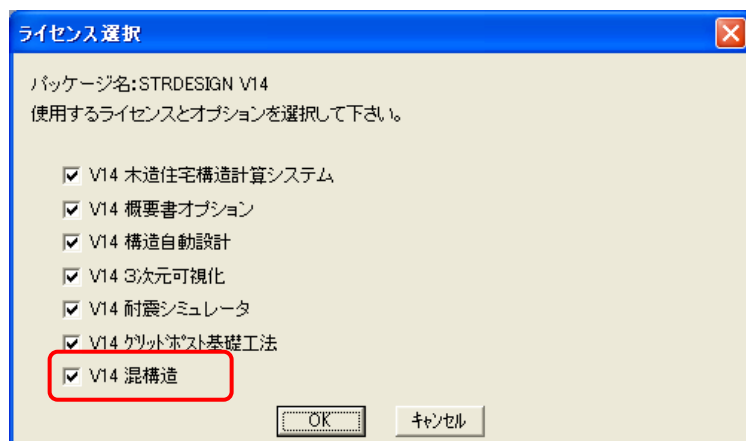 ライセンス選択
パッケージ名:STRDESIGN V14
使用するライセンスとオプションを選択して下さい。
V14 木造住宅構造計算システム
V14 概要書オプション
V14 構造自動設計
V14 3次元可視化
V14 耐震シミュレータ
V14 グリッドポスト基礎工法
V14 混構造
OK キャンセル